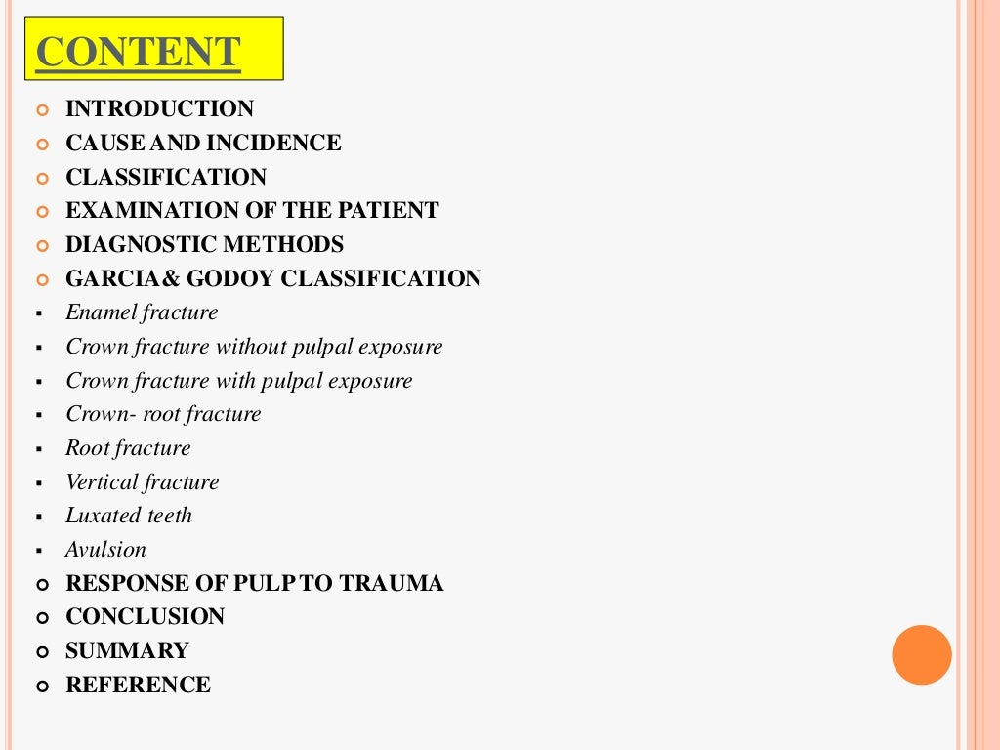 CONTENT
INTRODUCTION
CAUSE AND INCIDENCE
CLASSIFICATION
EXAMINATION OF THE PATIENT
DIAGNOSTIC METHODS
GARCIA& GODOY CLASSIFICATION
Enamel fracture
Crown fracture without pulpal exposure
Crown fracture with pulpal exposure
Crown- root fracture
Root fracture
Vertical fracture
Luxated teeth
Avulsion
RESPONSE OF PULP TO TRAUMA
CONCLUSION
SUMMARY
REFERENCE